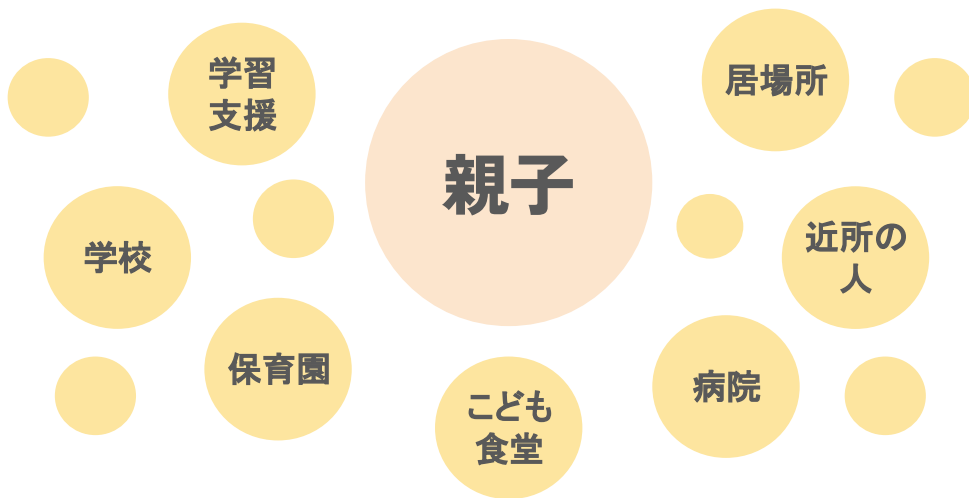 学習
支援
居場所
親子
学校
近所の
人
保育園
病院
こども
食堂